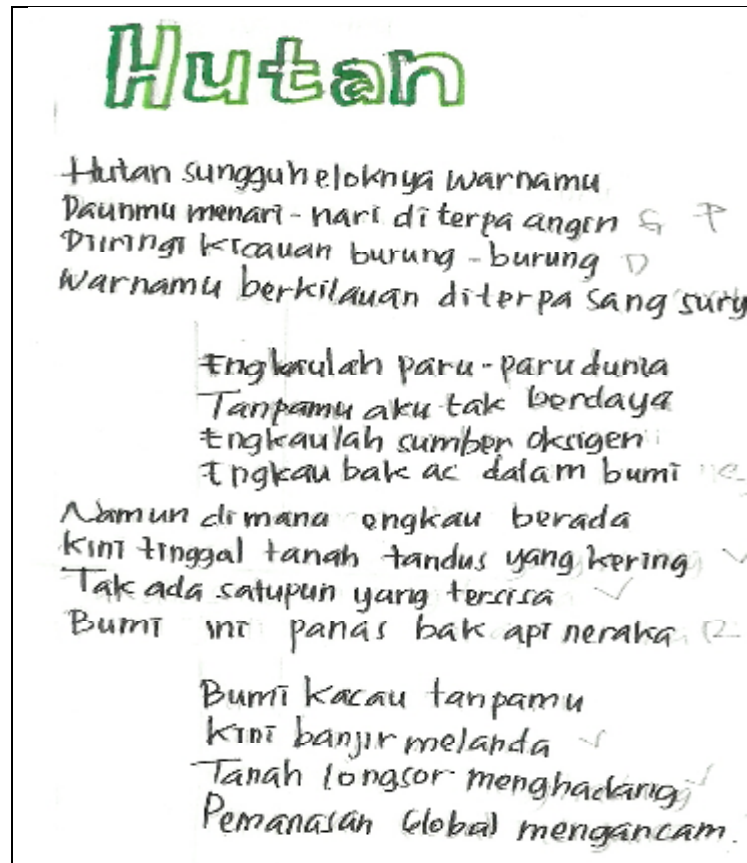 Hutan
Hutan sungguh eloknya warnamu
Daunmu menari-nari diterpa angin
Diiringi kicauan burung-burung
Warnamu berkilauan diterpa sang sury
Engkaulah paru-paru dunia
Tanpamu aku tak berdaya
Engkaulah sumber oksigen
Engkau bak ac dalam bumi
Namun dimana engkau berada
Kini tinggal tanah tandus yang kering
Tak ada satupun yang tersisa
Bumi ini panas bak api neraka
Bumi kacau tanpamu
Kini banjir melanda
Tanah longsor menghadang
Pemanasan Global mengancam.